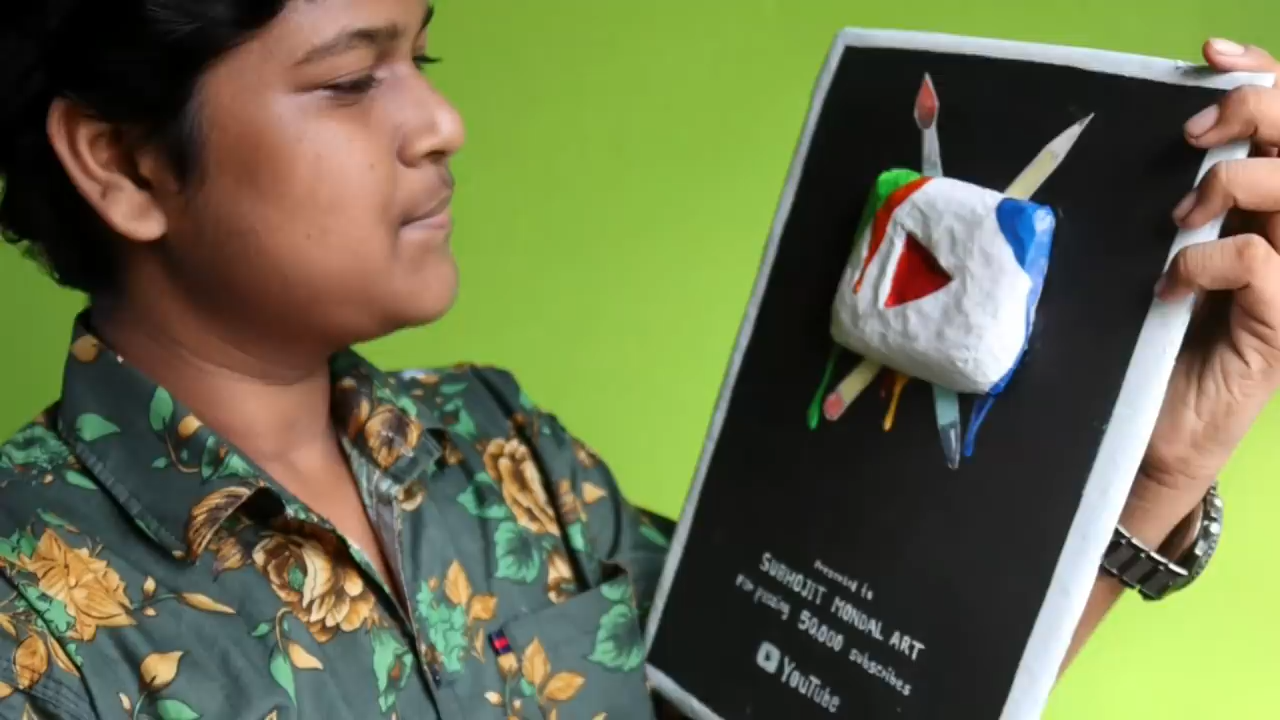 Presented to
SUBHOJIT MONDAL ART
For passing 50,000 subscribes
YouTube